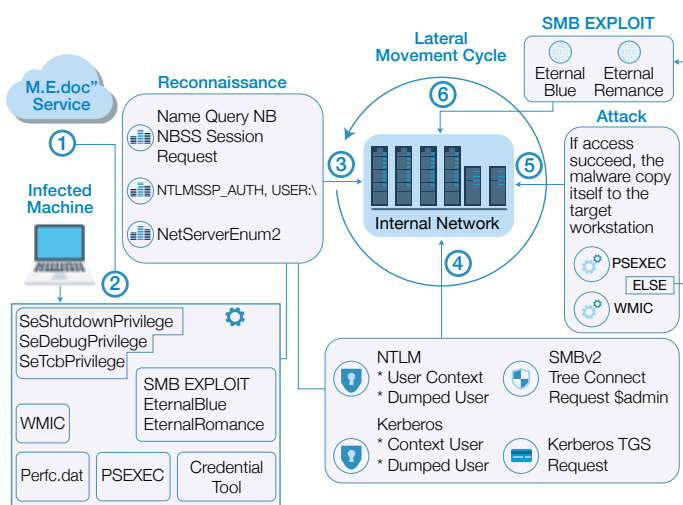 SMB EXPLOIT
Eternal
Blue
Eternal
Remance
Lateral
Movement Cycle
M.E.doc”
Service
Reconnaissance
Name Query NB
NBSS Session
Request
NTLMSSP_AUTH, USER:\
NetServerEnum2
1
2
3
4
5
6
Internal Network
Attack
If access
succeed, the
malware copy
itself to the
target
workstation
PSEXEC
ELSE
WMIC
Infected
Machine
SeShutdownPrivilege
SeDebugPrivilege
SeTcbPrivilege
SMB EXPLOIT
EternalBlue
EternalRomance
WMIC
Perfc.dat
PSEXEC
Credential
Tool
NTLM
* User Context
* Dumped User
SMBv2
Tree Connect
Request $admin
Kerberos
* Context User
* Dumped User
Kerberos TGS
Request